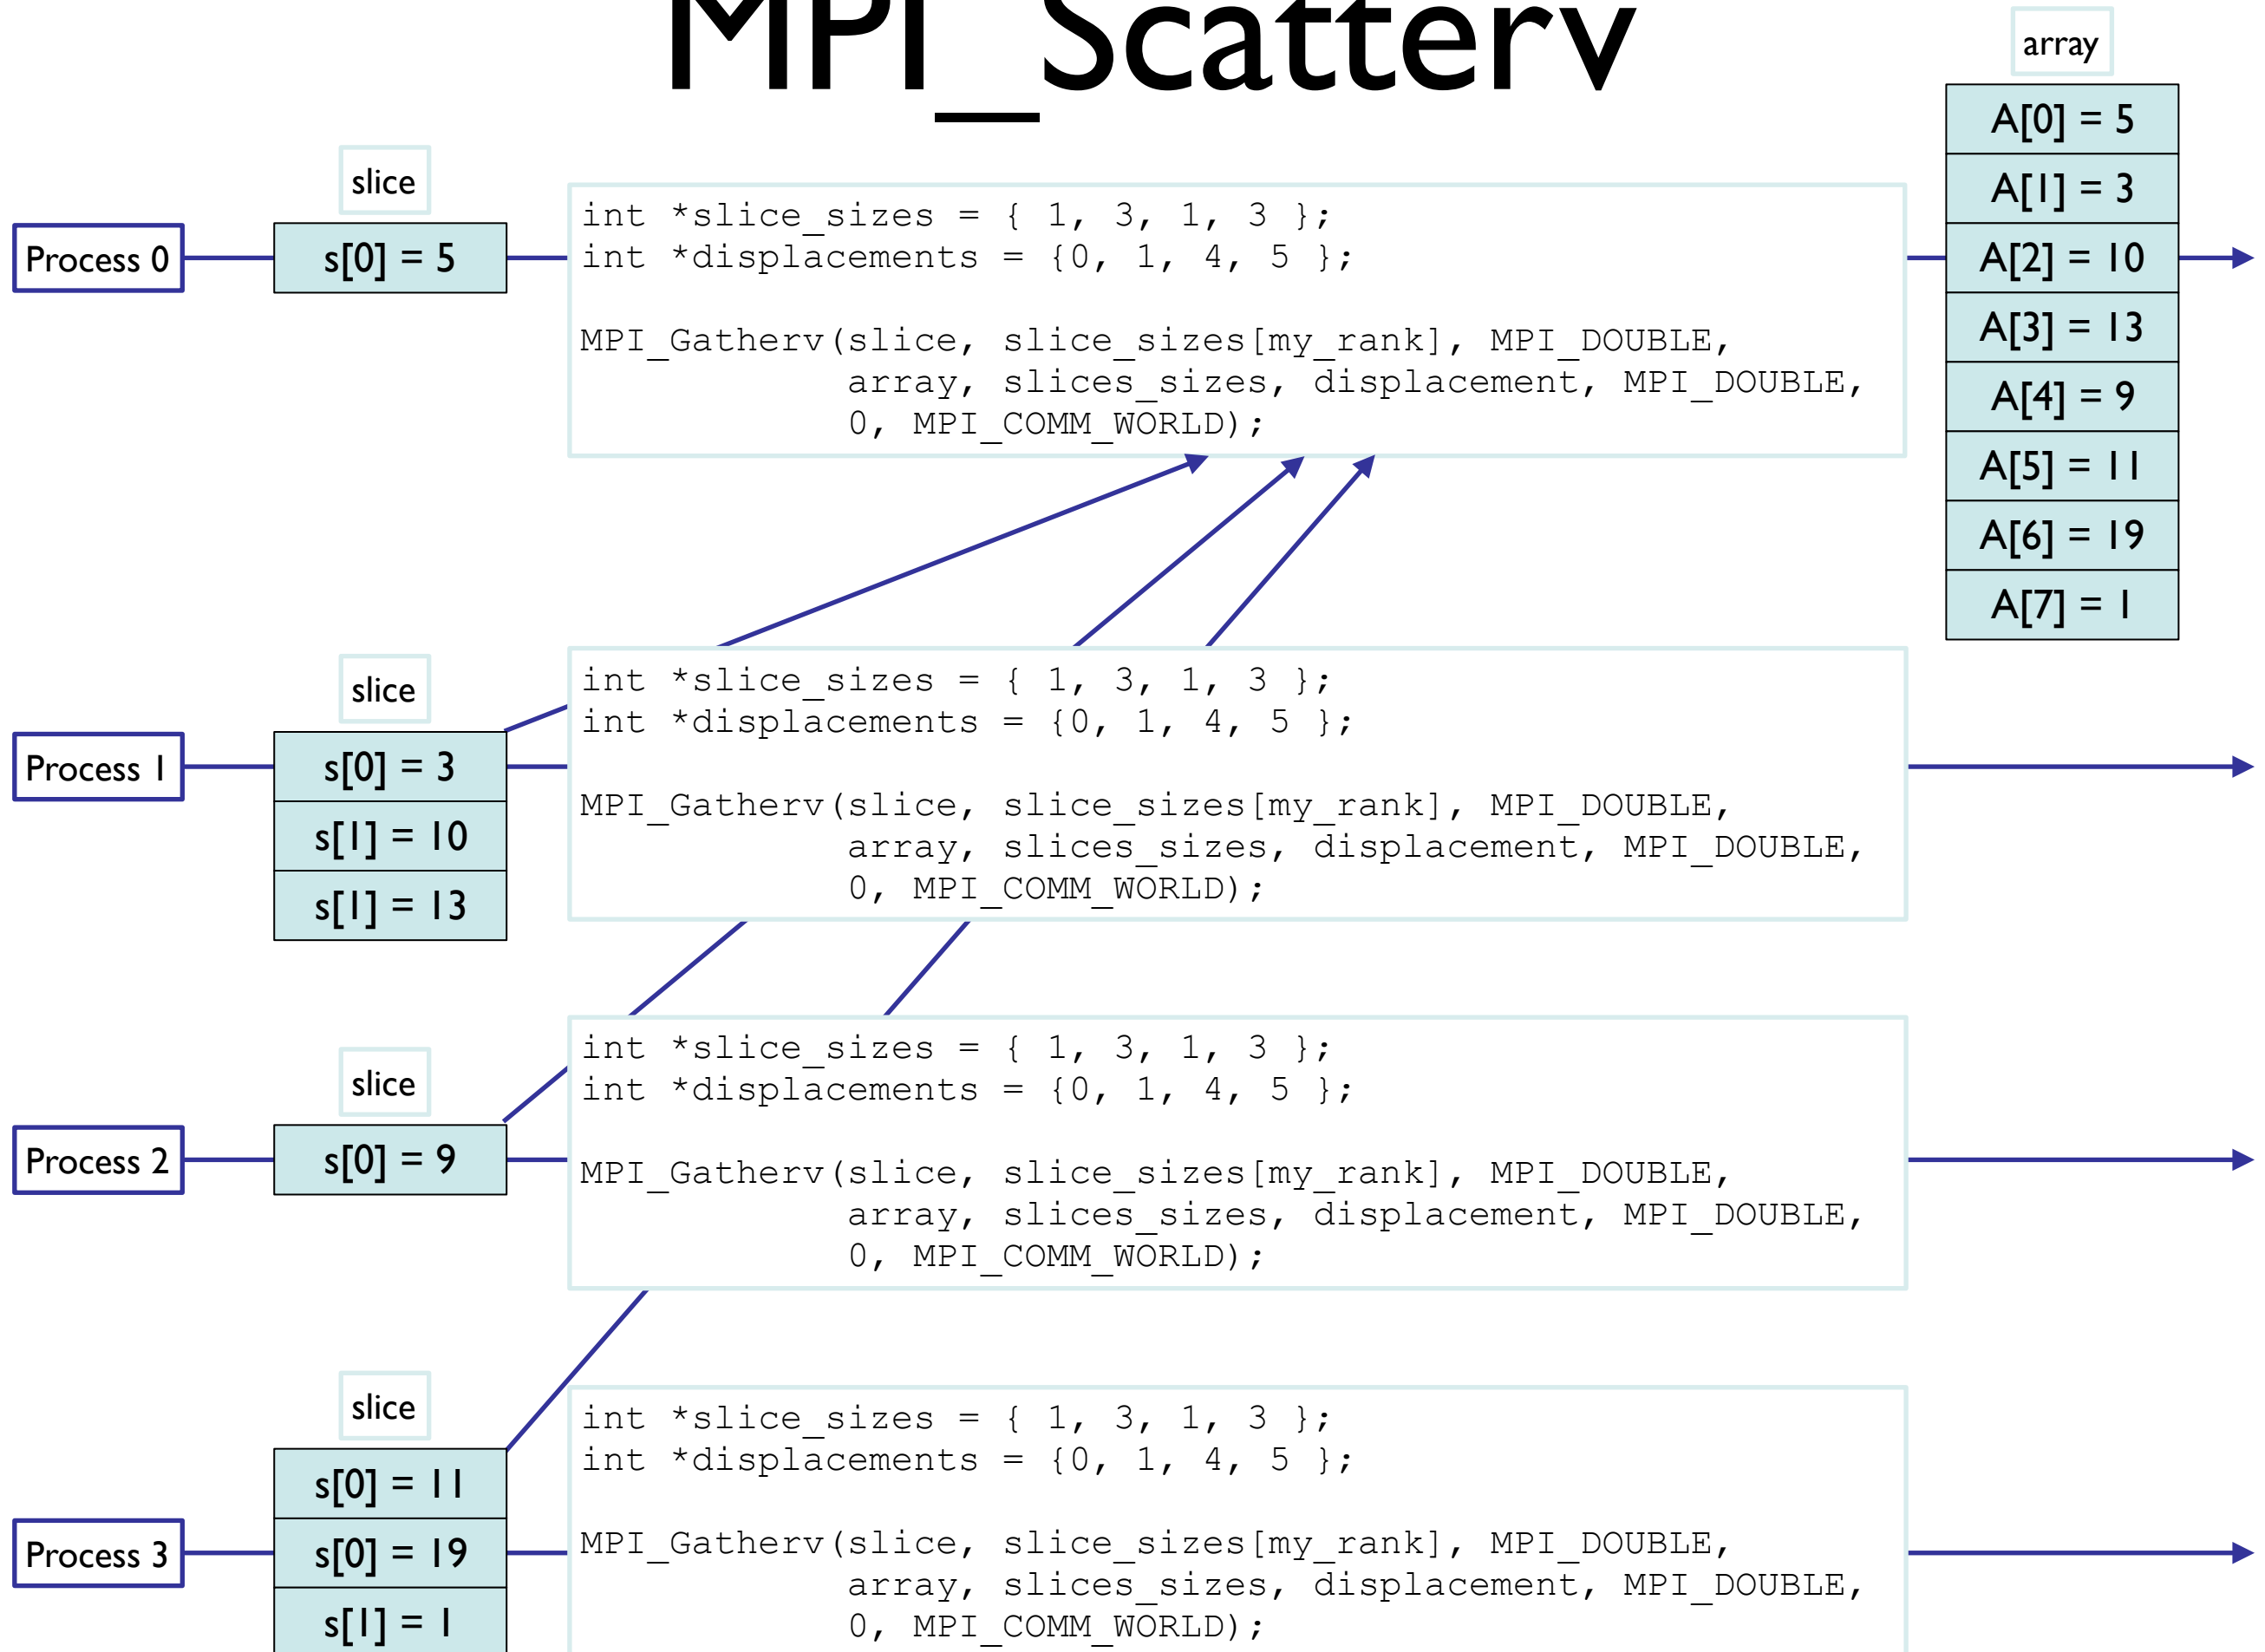 MPI_Scatterv
array
A[0] = 5
A[1] = 3
A[2] = 10
A[3] = 13
A[4] = 9
A[5] = 11
A[6] = 19
A[7] = 1
slice
Process 0
s[0] = 5
int *slice_sizes = { 1, 3, 1, 3 };
int *displacements = {0, 1, 4, 5 };
MPI_Gatherv(slice, slice_sizes[my_rank], MPI_DOUBLE,
array, slices_sizes, displacement, MPI_DOUBLE,
0, MPI_COMM_WORLD);
slice
Process 1
s[0] = 3
s[1] = 10
s[1] = 13
int *slice_sizes = { 1, 3, 1, 3 };
int *displacements = {0, 1, 4, 5 };
MPI_Gatherv(slice, slice_sizes[my_rank], MPI_DOUBLE,
array, slices_sizes, displacement, MPI_DOUBLE,
0, MPI_COMM_WORLD);
slice
Process 2
s[0] = 9
int *slice_sizes = { 1, 3, 1, 3 };
int *displacements = {0, 1, 4, 5 };
MPI_Gatherv(slice, slice_sizes[my_rank], MPI_DOUBLE,
array, slices_sizes, displacement, MPI_DOUBLE,
0, MPI_COMM_WORLD);
slice
Process 3
s[0] = 11
s[0] = 19
s[1] = 1
int *slice_sizes = { 1, 3, 1, 3 };
int *displacements = {0, 1, 4, 5 };
MPI_Gatherv(slice, slice_sizes[my_rank], MPI_DOUBLE,
array, slices_sizes, displacement, MPI_DOUBLE,
0, MPI_COMM_WORLD);